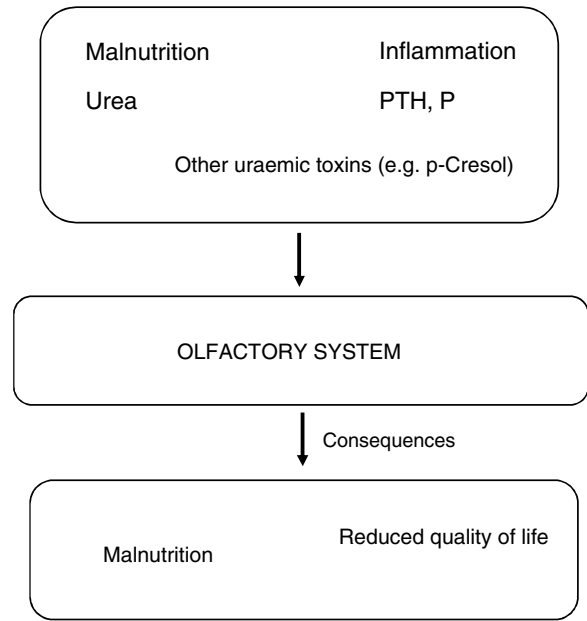 Malnutrition Inflammation
Urea PTH, P
Other uraemic toxins (e.g. p-Cresol)
OLFACTORY SYSTEM
Consequences
Reduced quality of life
Malnutrition